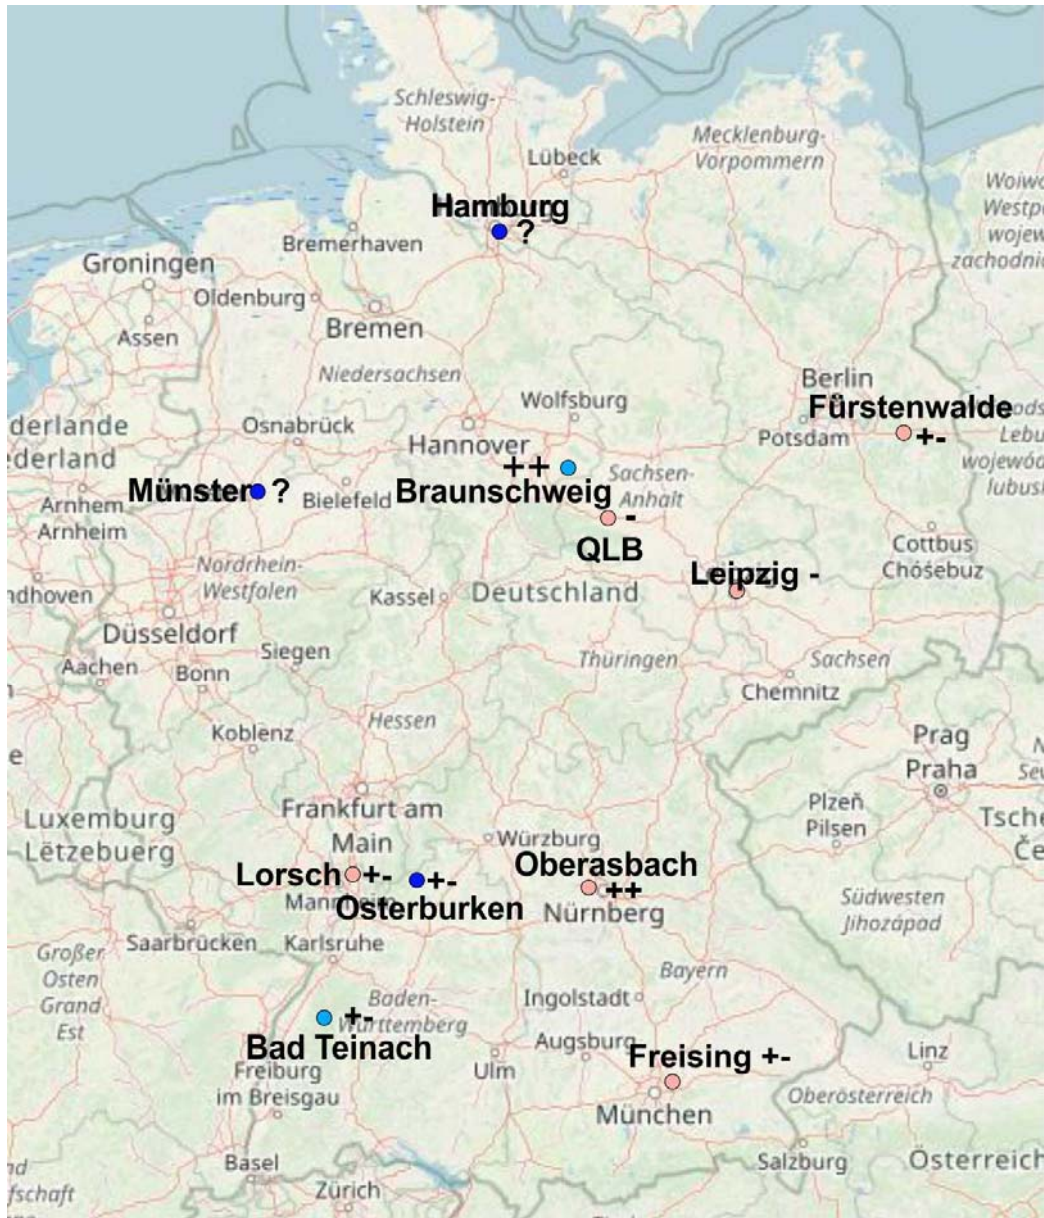 Schleswig-
Holstein
Mecklenburg-
Vorpommern
Lübeck
Hamburg
?
Bremerhaven
Groningen
Oldenburg
Assen
Bremen
Niedersachsen
Berlin
Wolfsburg
Fürstenwalde
+-
Osnabrück
Potsdam
Hannover
++
Sachsen-
Anhalt
Braunschweig
Münster ?
Bielefeld
Arnhem
Arnheim
-
QLB
Cottbus
Chóśebuz
Leipzig -
Nordrhein-
Westfalen
Kassel
Deutschland
Düsseldorf
Siegen
Thüringen
Sachsen
Aachen
Bonn
Chemnitz
Hessen
Koblenz
Prag
Praha
Frankfurt am
Main
Plzeň
Pilsen
Luxemburg
Lëtzebuerg
Würzburg
Oberasbach
++
Lorsch +-
+-
Osterburken
Nürnberg
Südwesten
Jihozápad
Saarbrücken
Karlsruhe
Großer
Osten
Grand
Est
Bayern
Ingolstadt
Baden-
Württemberg
+-
Bad Teinach
Augsburg
Freising +-
Linz
Freiburg
im Breisgau
Ulm
München
Oberösterreich
Basel
Salzburg
Österreich
Zürich